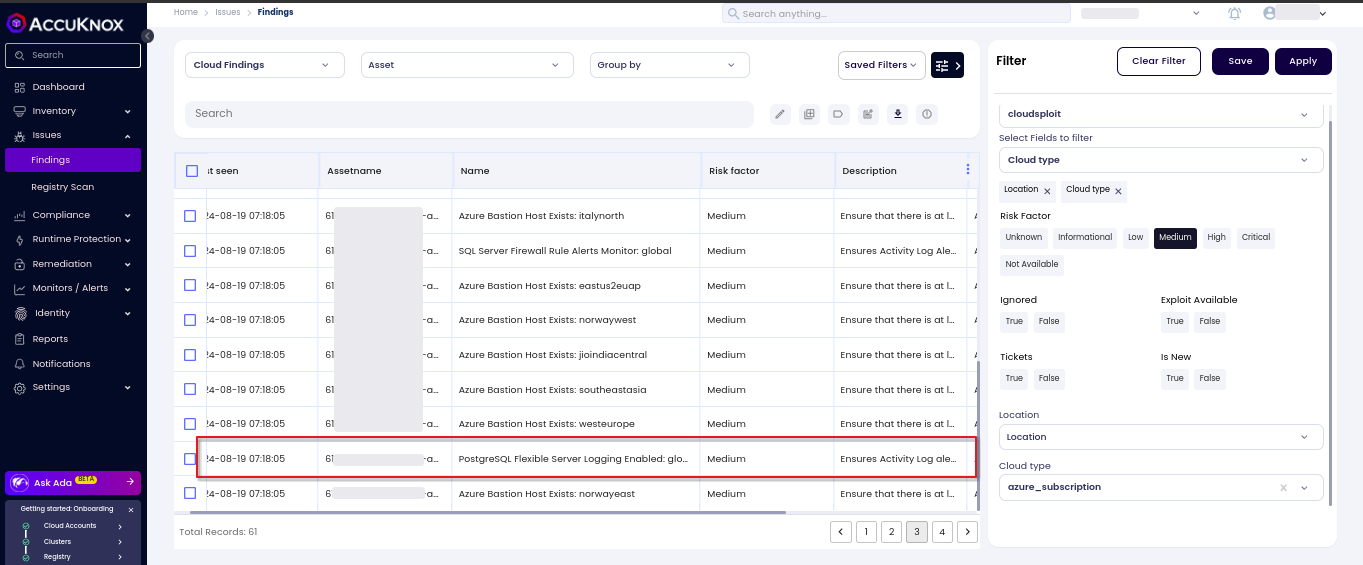 ACCUKNOX
Search
Dashboard
Inventory
Issues
Findings
Registry Scan
Compliance
Runtime Protection
Remediation
Monitors / Alerts
Identity
Reports
Notifications
Settings
Ask Ada BETA
Getting started: Onboarding
Cloud Accounts
Clusters
Registry
Home > Issues > Findings
Search anything...
Cloud Findings Asset Group by Saved Filters
Search
st seen Assetname Name Risk factor Description
24-08-19 07:18:05 61 -a... Azure Bastion Host Exists: italynorth Medium Ensure that there is at l...
24-08-19 07:18:05 61 -a... SQL Server Firewall Rule Alerts Monitor: global Medium Ensures Activity Log Ale...
24-08-19 07:18:05 61 -a... Azure Bastion Host Exists: eastus2euap Medium Ensure that there is at l...
24-08-19 07:18:05 61 -a... Azure Bastion Host Exists: norwaywest Medium Ensure that there is at l...
24-08-19 07:18:05 61 -a... Azure Bastion Host Exists: jioindiacentral Medium Ensure that there is at l...
24-08-19 07:18:05 61 -a... Azure Bastion Host Exists: southeastasia Medium Ensure that there is at l...
24-08-19 07:18:05 61 -a... Azure Bastion Host Exists: westeurope Medium Ensure that there is at l...
24-08-19 07:18:05 61 -a... PostgreSQL Flexible Server Logging Enabled: glo... Medium Ensures Activity Log ale...
24-08-19 07:18:05 6 -a... Azure Bastion Host Exists: norwayeast Medium Ensure that there is at l...
Total Records: 61
1 2 3 4
Filter Clear Filter Save Apply
cloudsploit
Select Fields to filter
Cloud type
Location × Cloud type ×
Risk Factor
Unknown Informational Low Medium High Critical
Not Available
Ignored Exploit Available
True False True False
Tickets Is New
True False True False
Location
Location
Cloud type
azure_subscription